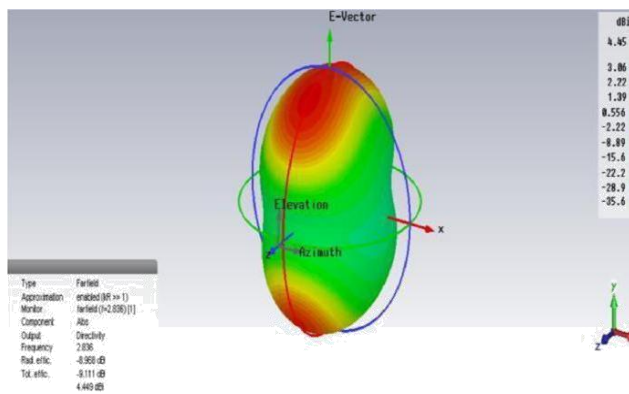 E-Vector
dBi
4.45
3.06
2.22
1.39
0.556
-2.22
-8.89
-15.6
-22.2
-28.9
-35.6
Elevation
x
z
Azimuth
y
z
Type Farfield
Approximation enabled (kR >> 1)
Monitor farfield (f=2.836) [1]
Component Abs
Output Directivity
Frequency 2.836
Rad. effic. -8.968 dB
Tot. effic. -9.111 dB
4.449 dBi